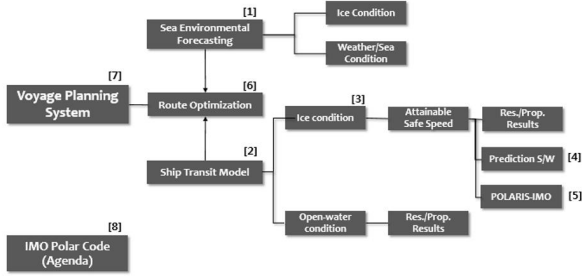 [1]
Sea Environmental
Forecasting
Ice Condition
Weather/Sea
Condition
[7]
Voyage Planning
System
[6]
Route Optimization
[3]
Ice condition
Attainable
Safe Speed
Res./Prop.
Results
[2]
Ship Transit Model
Prediction S/W
[4]
POLARIS-IMO
[5]
Open-water
condition
Res./Prop.
Results
[8]
IMO Polar Code
(Agenda)